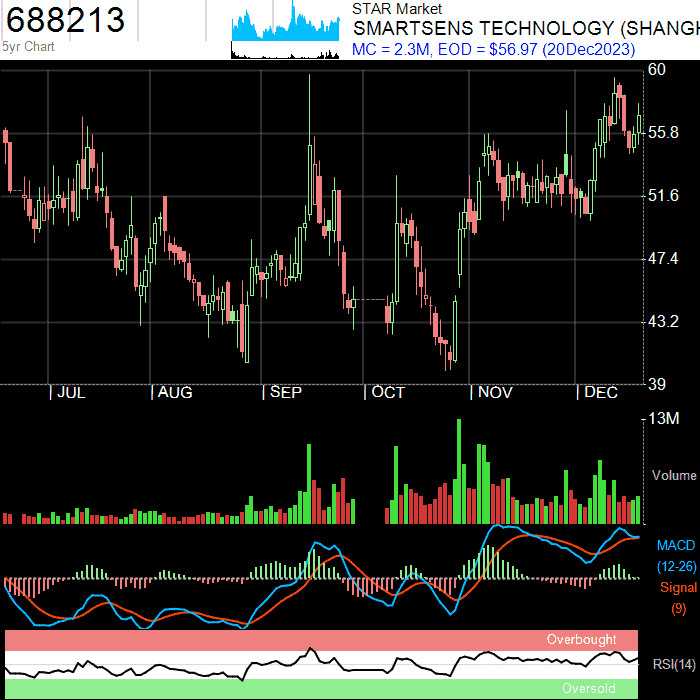 688213
5yr Chart
STAR Market
SMARTSENS TECHNOLOGY (SHANGH
MC = 2.3M, EOD = $56.97 (20Dec2023)
60
55.8
51.6
47.4
43.2
39
JUL
AUG
SEP
OCT
NOV
DEC
13M
Volume
MACD
(12-26)
Signal
(9)
Overbought
RSI(14)
Oversold